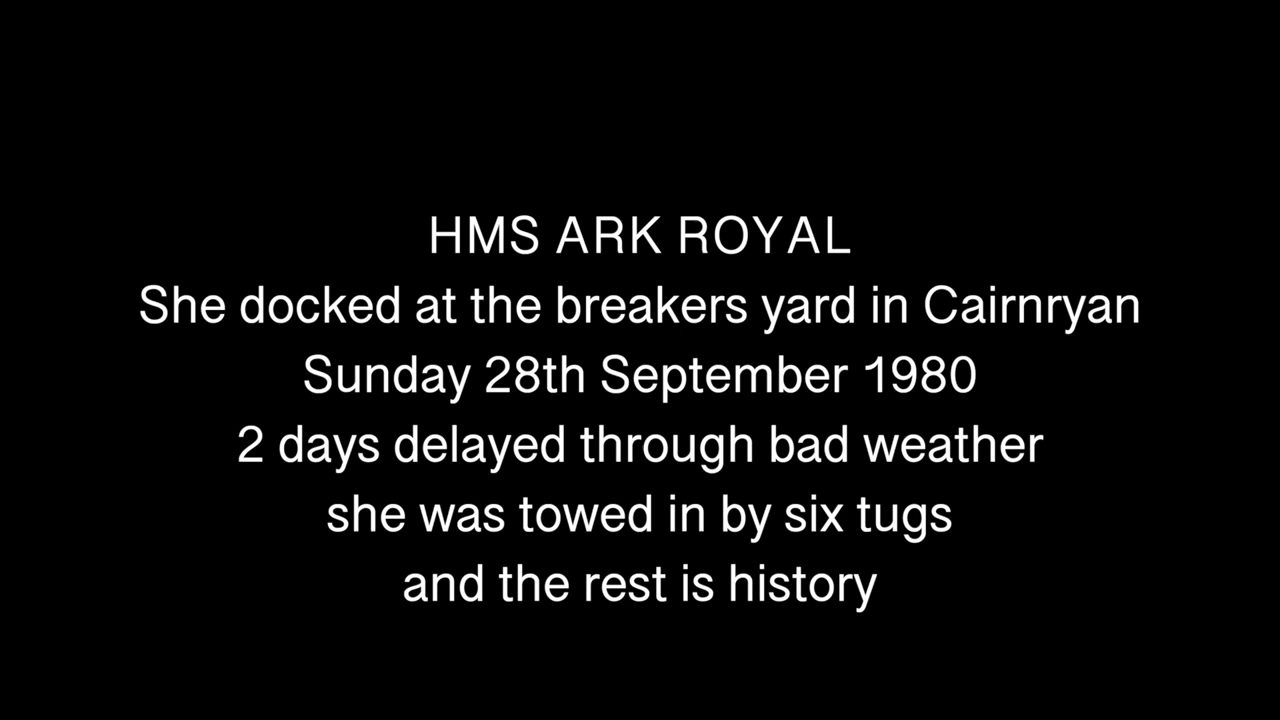 HMS ARK ROYAL
She docked at the breakers yard in Cairnryan
Sunday 28th September 1980
2 days delayed through bad weather
she was towed in by six tugs
and the rest is history